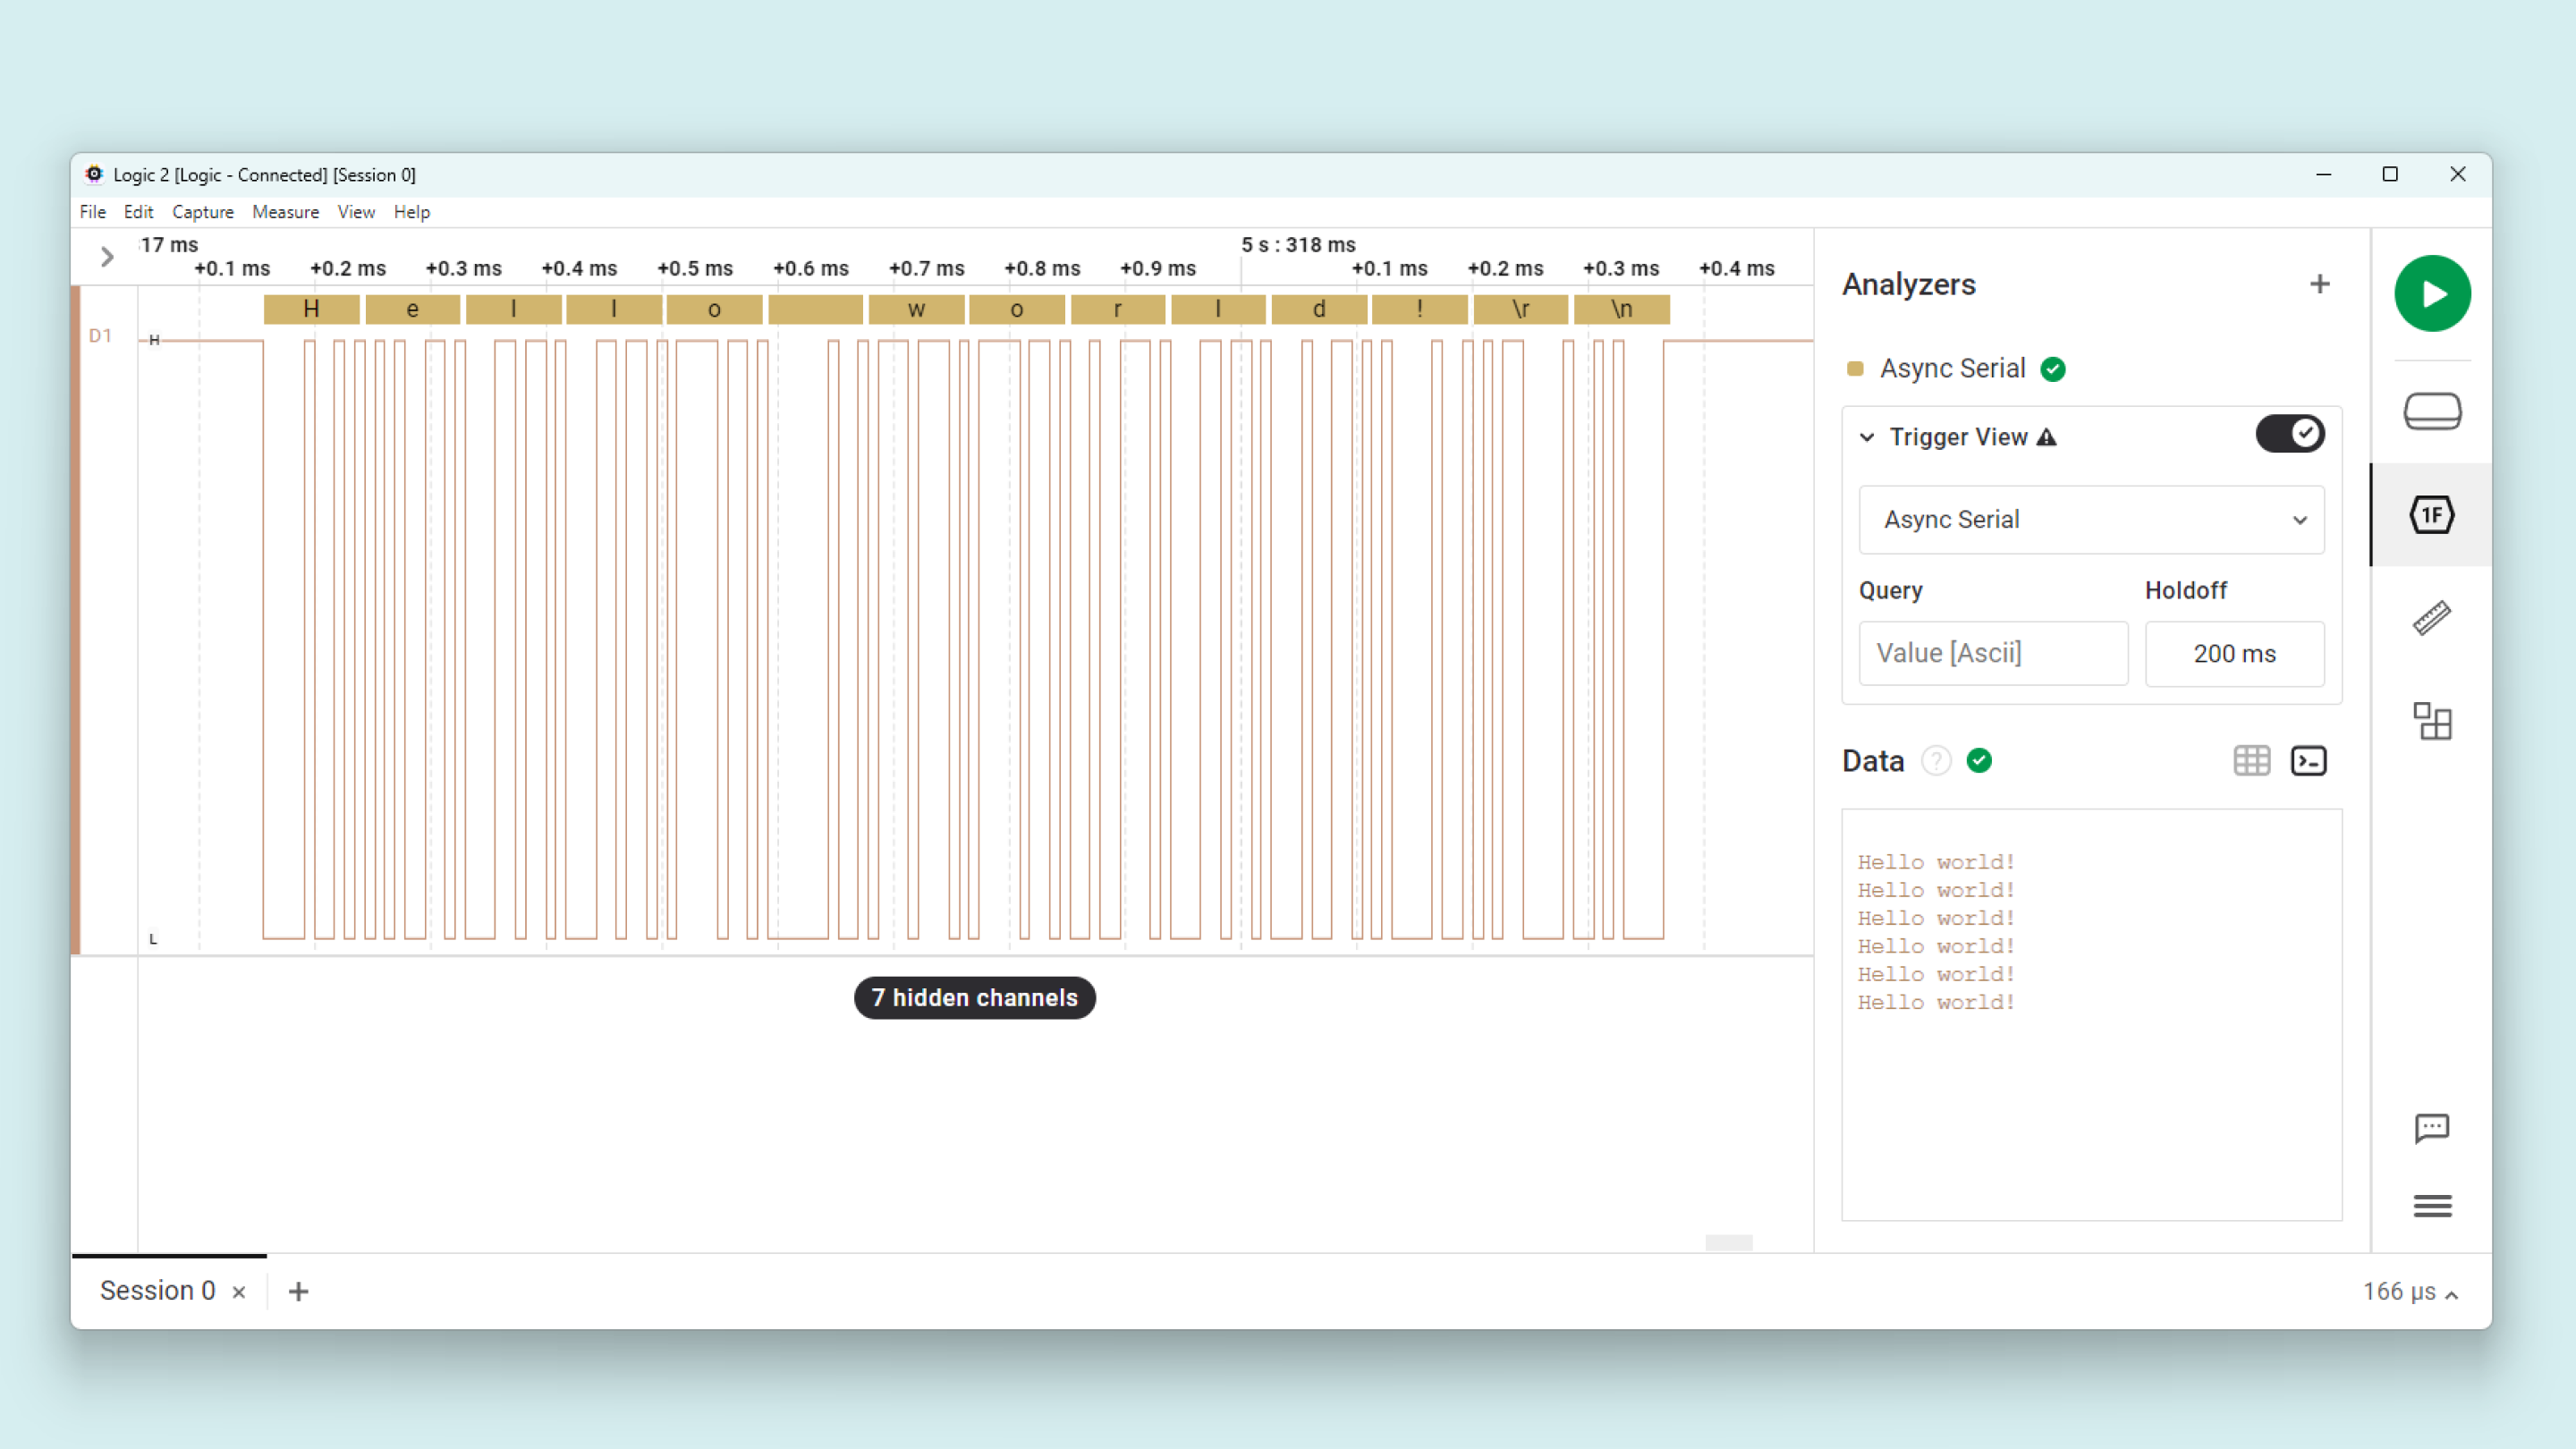 Logic 2 [Logic - Connected] [Session 0]
File Edit Capture Measure View Help
17 ms
5 s : 318 ms
+0.1 ms +0.2 ms +0.3 ms +0.4 ms +0.5 ms +0.6 ms +0.7 ms +0.8 ms +0.9 ms +0.1 ms +0.2 ms +0.3 ms +0.4 ms
H e l l o w o r l d ! \r \n
D1
H
L
7 hidden channels
Analyzers
Async Serial
Trigger View
Async Serial
Query Holdoff
Value [Ascii] 200 ms
Data ?
Hello world!
Hello world!
Hello world!
Hello world!
Hello world!
Hello world!
1F
Session 0
166 µs